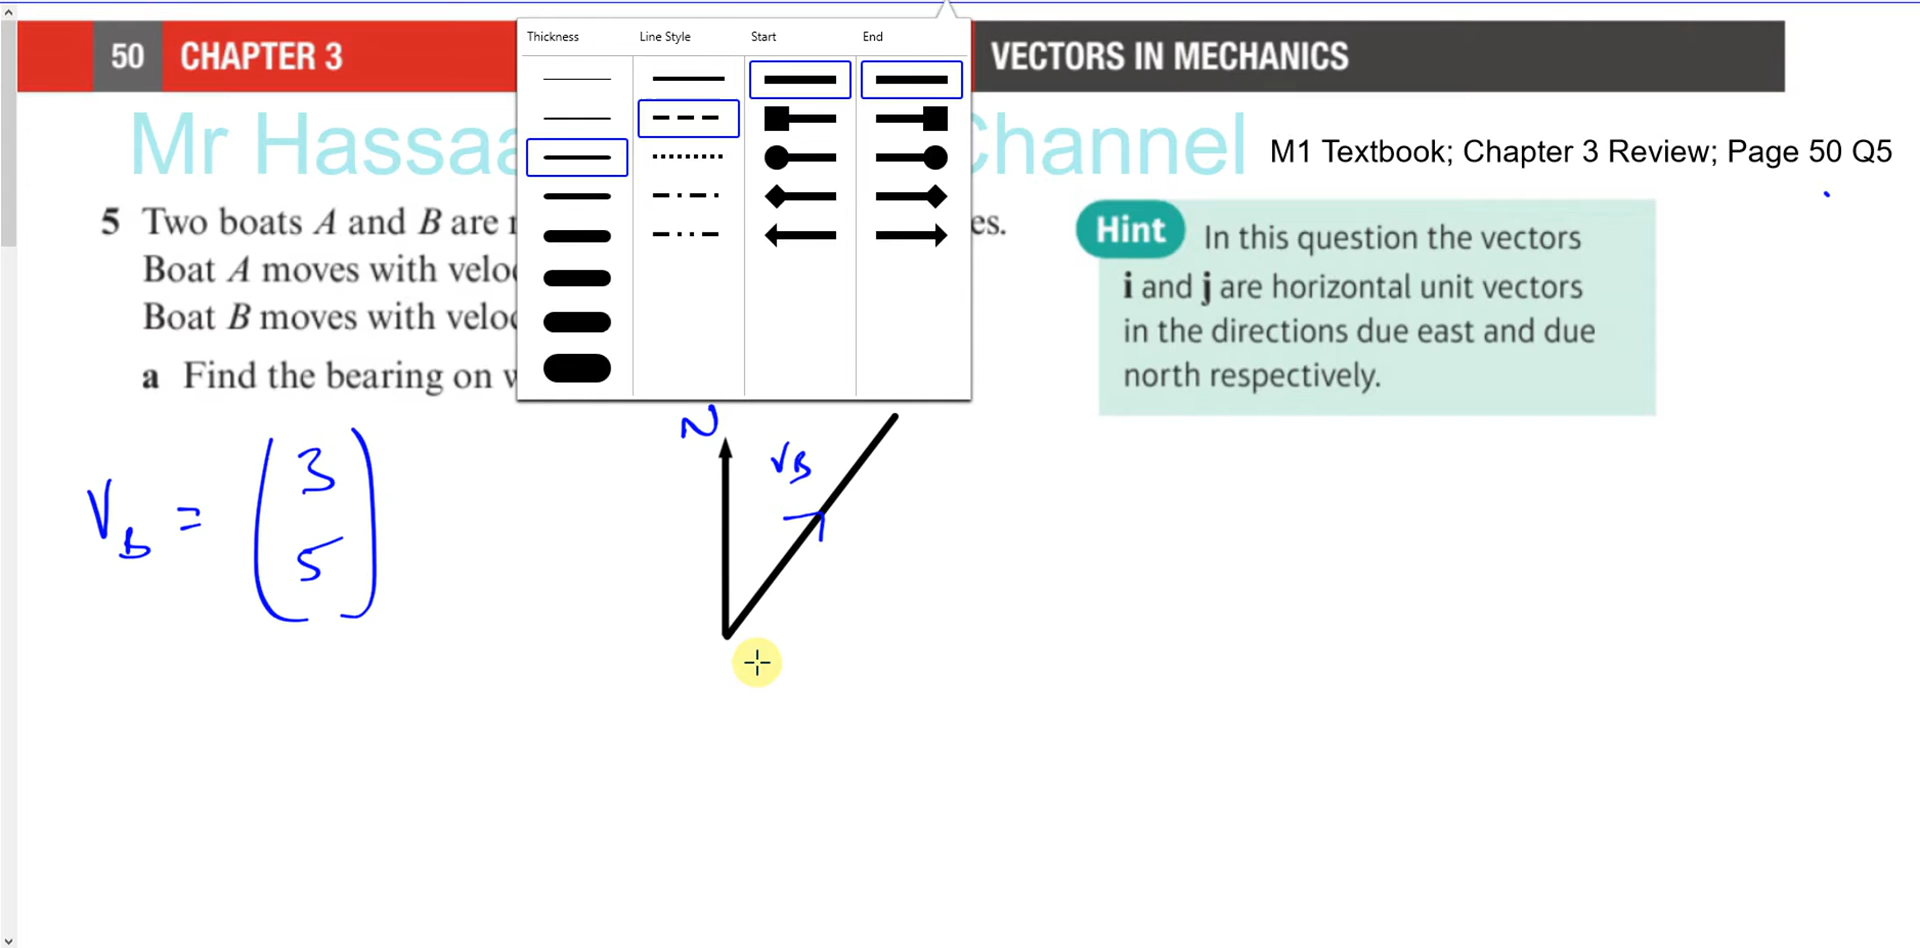 Thickness Line Style Start End
50 CHAPTER 3 VECTORS IN MECHANICS
Mr Hassaa Channel
M1 Textbook; Chapter 3 Review; Page 50 Q5
5 Two boats A and B are es.
Boat A moves with velo
Boat B moves with velo
a Find the bearing on
Hint In this question the vectors
i and j are horizontal unit vectors
in the directions due east and due
north respectively.
N
VB
VB = (3
5)